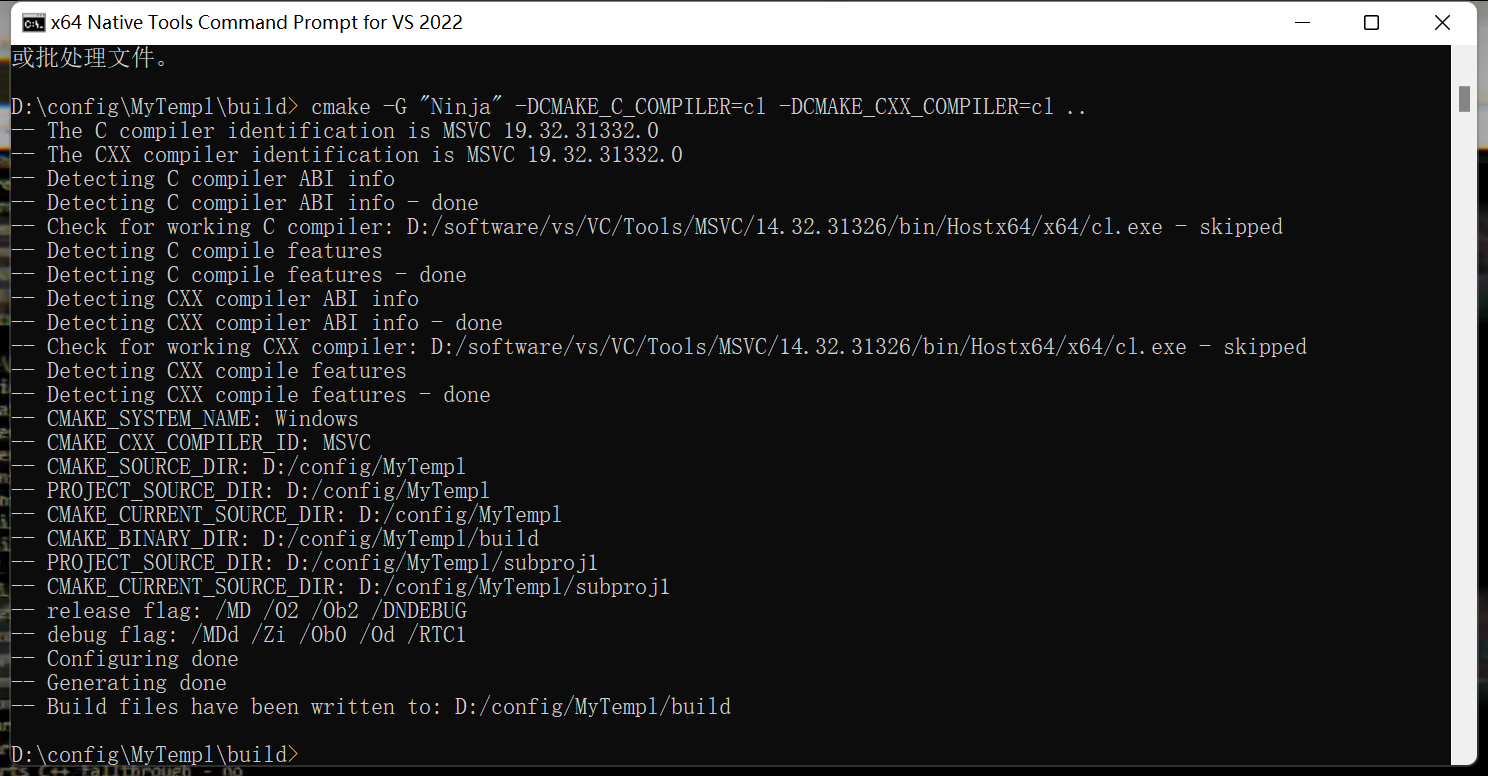 x64 Native Tools Command Prompt for VS 2022
或批处理文件。
D:\config\MyTempl\build> cmake -G "Ninja" -DCMAKE_C_COMPILER=cl -DCMAKE_CXX_COMPILER=cl ..
-- The C compiler identification is MSVC 19.32.31332.0
-- The CXX compiler identification is MSVC 19.32.31332.0
-- Detecting C compiler ABI info
-- Detecting C compiler ABI info - done
-- Check for working C compiler: D:/software/vs/VC/Tools/MSVC/14.32.31326/bin/Hostx64/x64/cl.exe - skipped
-- Detecting C compile features
-- Detecting C compile features - done
-- Detecting CXX compiler ABI info
-- Detecting CXX compiler ABI info - done
-- Check for working CXX compiler: D:/software/vs/VC/Tools/MSVC/14.32.31326/bin/Hostx64/x64/cl.exe - skipped
-- Detecting CXX compile features
-- Detecting CXX compile features - done
-- CMAKE_SYSTEM_NAME: Windows
-- CMAKE_CXX_COMPILER_ID: MSVC
-- CMAKE_SOURCE_DIR: D:/config/MyTempl
-- PROJECT_SOURCE_DIR: D:/config/MyTempl
-- CMAKE_CURRENT_SOURCE_DIR: D:/config/MyTempl
-- CMAKE_BINARY_DIR: D:/config/MyTempl/build
-- PROJECT_SOURCE_DIR: D:/config/MyTempl/subproj1
-- CMAKE_CURRENT_SOURCE_DIR: D:/config/MyTempl/subproj1
-- release flag: /MD /O2 /Ob2 /DNDEBUG
-- debug flag: /MDd /Zi /Ob0 /Od /RTC1
-- Configuring done
-- Generating done
-- Build files have been written to: D:/config/MyTempl/build
D:\config\MyTempl\build>